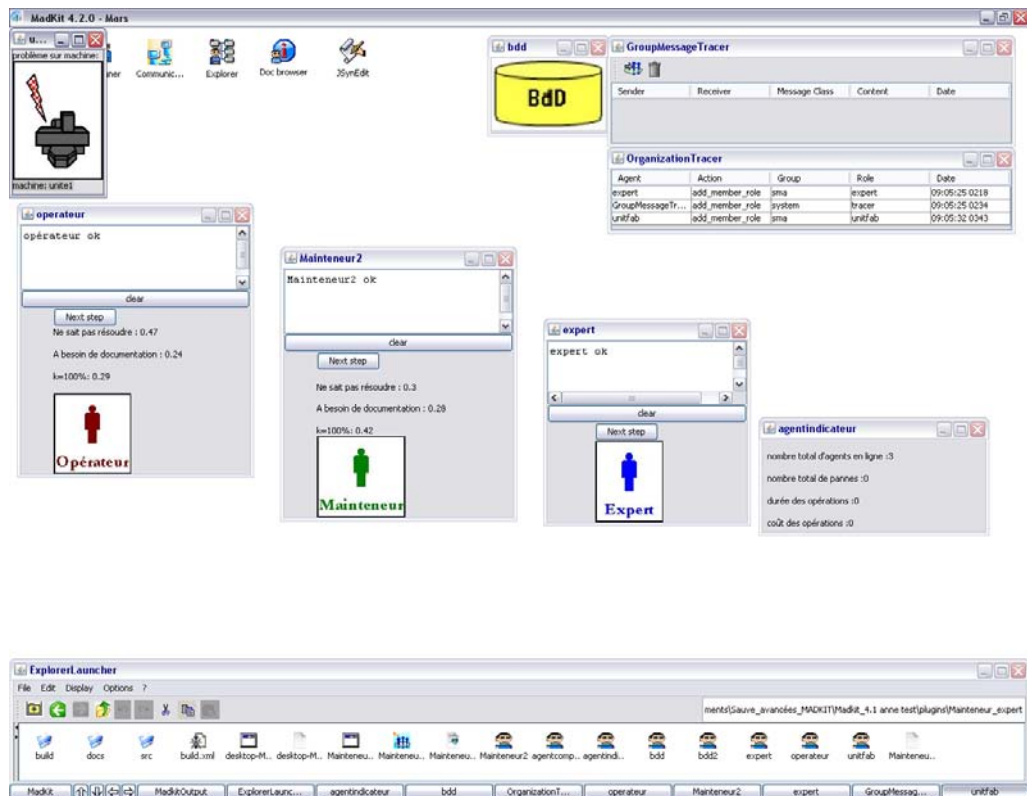 MadKit 4.2.0 - Mars
u...
problème sur machine:
machine: unite1
Communic...
Explorer
Doc browser
JSynEdit
bdd
BdD
GroupMessageTracer
Sender Receiver Message Class Content Date
OrganizationTracer
Agent Action Group Role Date
expert add_member_role sma expert 09:05:25 0218
GroupMessageTr... add_member_role system tracer 09:05:25 0234
unitfab add_member_role sma unitfab 09:05:32 0343
operateur
opérateur ok
clear
Next step
Ne sait pas résoudre : 0.47
A besoin de documentation : 0.24
k=100%: 0.29
Opérateur
Mainteneur2
Mainteneur2 ok
clear
Next step
Ne sait pas résoudre : 0.3
A besoin de documentation : 0.28
k=100%: 0.42
Mainteneur
expert
expert ok
clear
Next step
Expert
agentindicateur
nombre total d'agents en ligne :3
nombre total de pannes :0
durée des opérations :0
coût des opérations :0
ExplorerLauncher
File Edit Display Options ?
ments\Sauve_avancées_MADKIT\Madkit_4.1 anne test\plugins\Mainteneur_expert
build docs src build.xml desktop-M... desktop-M... Mainteneu... Mainteneu... Mainteneu... Mainteneur2 agentcomp... agentindi... bdd bdd2 expert operateur unitfab Mainteneu...
MadKit MadkitOutput ExplorerLaunc... agentindicateur bdd OrganizationT... operateur Mainteneur2 expert GroupMessag... unitfab